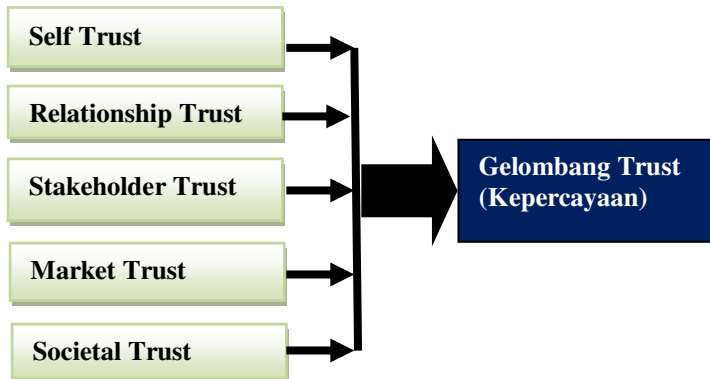 Self Trust
Relationship Trust
Stakeholder Trust
Market Trust
Societal Trust
Gelombang Trust
(Kepercayaan)